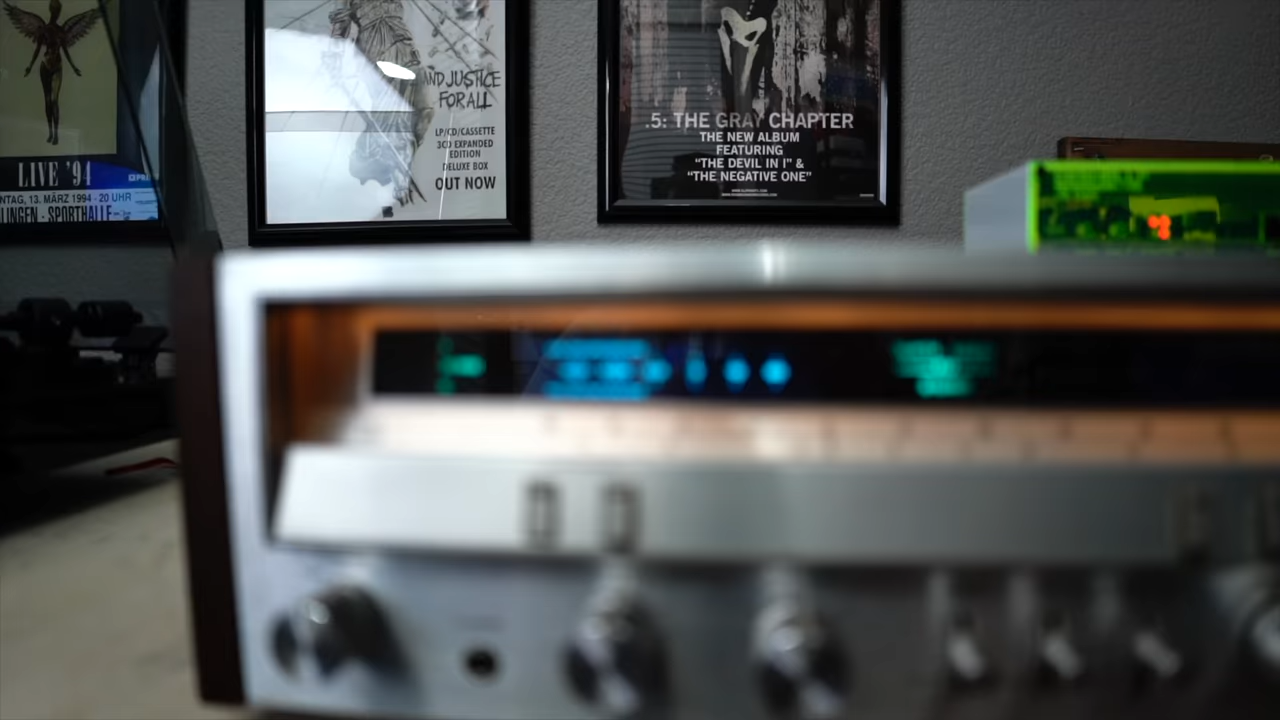 LIVE '94
NTAG, 13. MÄRZ 1994 - 20 UHR
LINGEN - SPORTHALLE
AND JUSTICE
FOR ALL
LP/CD/CASSETTE
3CD EXPANDED
EDITION
DELUXE BOX
OUT NOW
.5: THE GRAY CHAPTER
THE NEW ALBUM
FEATURING
"THE DEVIL IN I" &
"THE NEGATIVE ONE"